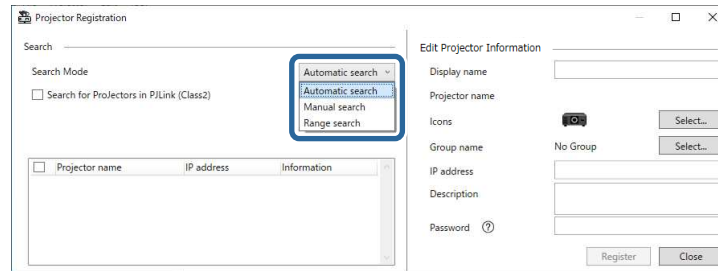 Projector Registration
Search
Search Mode
Automatic search
Automatic search
Manual search
Range search
Search for ProJectors in PJLink (Class2)
Projector name IP address Information
Edit Projector Information
Display name
Projector name
Icons Select...
Group name No Group Select...
IP address
Description
Password ?
Register Close